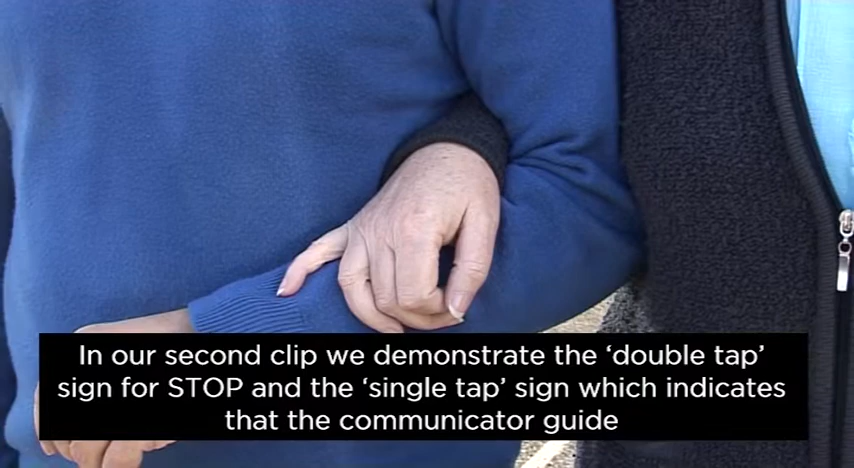 In our second clip we demonstrate the ‘double tap’
sign for STOP and the ‘single tap’ sign which indicates
that the communicator guide